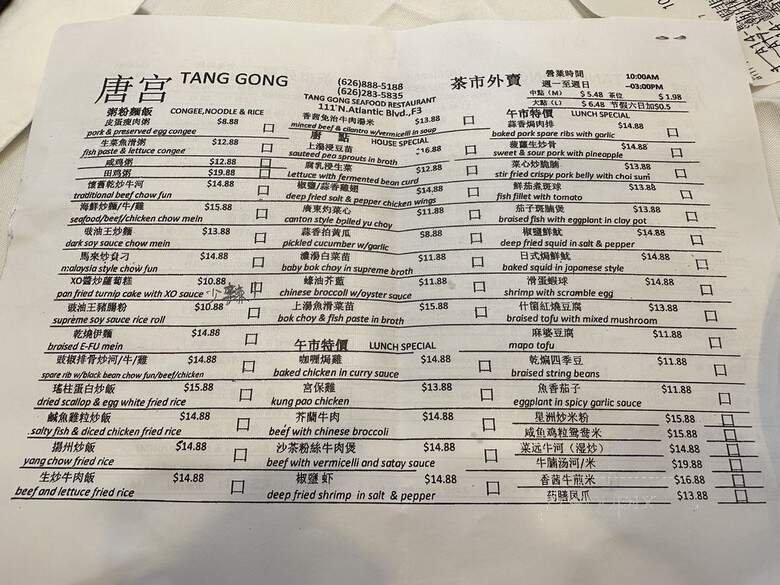 唐宫 TANG GONG
(626)888-5188
(626)283-5835
TANG GONG SEAFOOD RESTAURANT
111 N.Atlantic Blvd.,F3
茶市外賣
營業時間 10:00AM
週一至週日 –03:00PM
中點 (M) $5.48 茶位 $1.98
大點 (L) $6.48 节假六日加$0.5
粥粉麵飯 CONGEE,NOODLE & RICE
皮蛋瘦肉粥 $8.88
pork & preserved egg congee
生菜魚滑粥 $12.88
fish paste & lettuce congee
咸鸡粥 $12.88
田鸡粥 $19.88
懷舊乾炒牛河 $14.88
traditional beef chow fun
海鮮炒麵/牛/雞 $15.88
seafood/beef/chicken chow mein
豉油王炒麵 $13.88
dark soy sauce chow mein
馬來炒貴刁 $14.88
malaysia style chow fun
XO醬炒蘿蔔糕 $10.88
pan fried turnip cake with XO sauce 少辣
豉油王豬腸粉 $10.88
supreme soy sauce rice roll
乾燒伊麵 $14.88
braised E-FU mein
豉椒排骨炒河/牛/雞 $14.88
spare rib w/black bean chow fun/beef/chicken
瑤柱蛋白炒飯 $15.88
dried scallop & egg white fried rice
鹹魚雞粒炒飯 $14.88
salty fish & diced chicken fried rice
揚州炒飯 $14.88
yang chow fried rice
生炒牛肉飯 $14.88
beef and lettuce fried rice
香茜免治牛肉湯米 $13.88
minced beef & cilantro w/vermicell in soup
廚 點 HOUSE SPECIAL
上湯浸豆苗 $16.88
sauteed pea sprouts in broth
腐乳浸生菜 $12.88
Lettuce with fermented bean curd
椒鹽/蒜香雞翅 $14.88
deep fried salt & pepper chicken wings
廣東灼菜心 $11.88
canton style boiled yu choy
蒜香拍黃瓜 $8.88
pickled cucumber w/garlic
濃湯白菜苗 $11.88
baby bok choy in supreme broth
蠔油芥藍 $11.88
chinese broccoli w/oyster sauce
上湯魚滑菜苗 $15.88
bok choy & fish paste in broth
午市特價 LUNCH SPECIAL
咖喱焗雞 $14.88
baked chicken in curry sauce
宮保雞 $13.88
kung pao chicken
芥蘭牛肉 $14.88
beef with chinese broccoli
沙茶粉絲牛肉煲 $14.88
beef with vermicelli and satay sauce
椒鹽虾 $14.88
deep fried shrimp in salt & pepper
午市特價 LUNCH SPECIAL
蒜香焗肉排 $14.88
baked pork spare ribs with garlic
菠蘿生炒骨 $14.88
sweet & sour pork with pineapple
菜心炒脆腩 $13.88
stir fried crispy pork belly with choi sum
鮮茄煮斑球 $13.88
fish fillet with tomato
茄子斑腩煲 $13.88
braised fish with eggplant in clay pot
椒鹽鮮魷 $14.88
deep fried squid in salt & pepper
日式焗鮮魷 $14.88
baked squid in japanese style
滑蛋蝦球 $14.88
shrimp with scramble egg
什箘紅燒豆腐 $13.88
braised tofu with mixed mushroom
麻婆豆腐 $11.88
mapo tofu
乾煸四季豆 $11.88
braised string beans
魚香茄子 $11.88
eggplant in spicy garlic sauce
星洲炒米粉 $15.88
咸鱼鸡粒鸳鸯米 $15.88
菜远牛河 (湿炒) $14.88
牛腩汤河/米 $19.88
香茜牛煎米 $16.88
药膳凤爪 $13.88